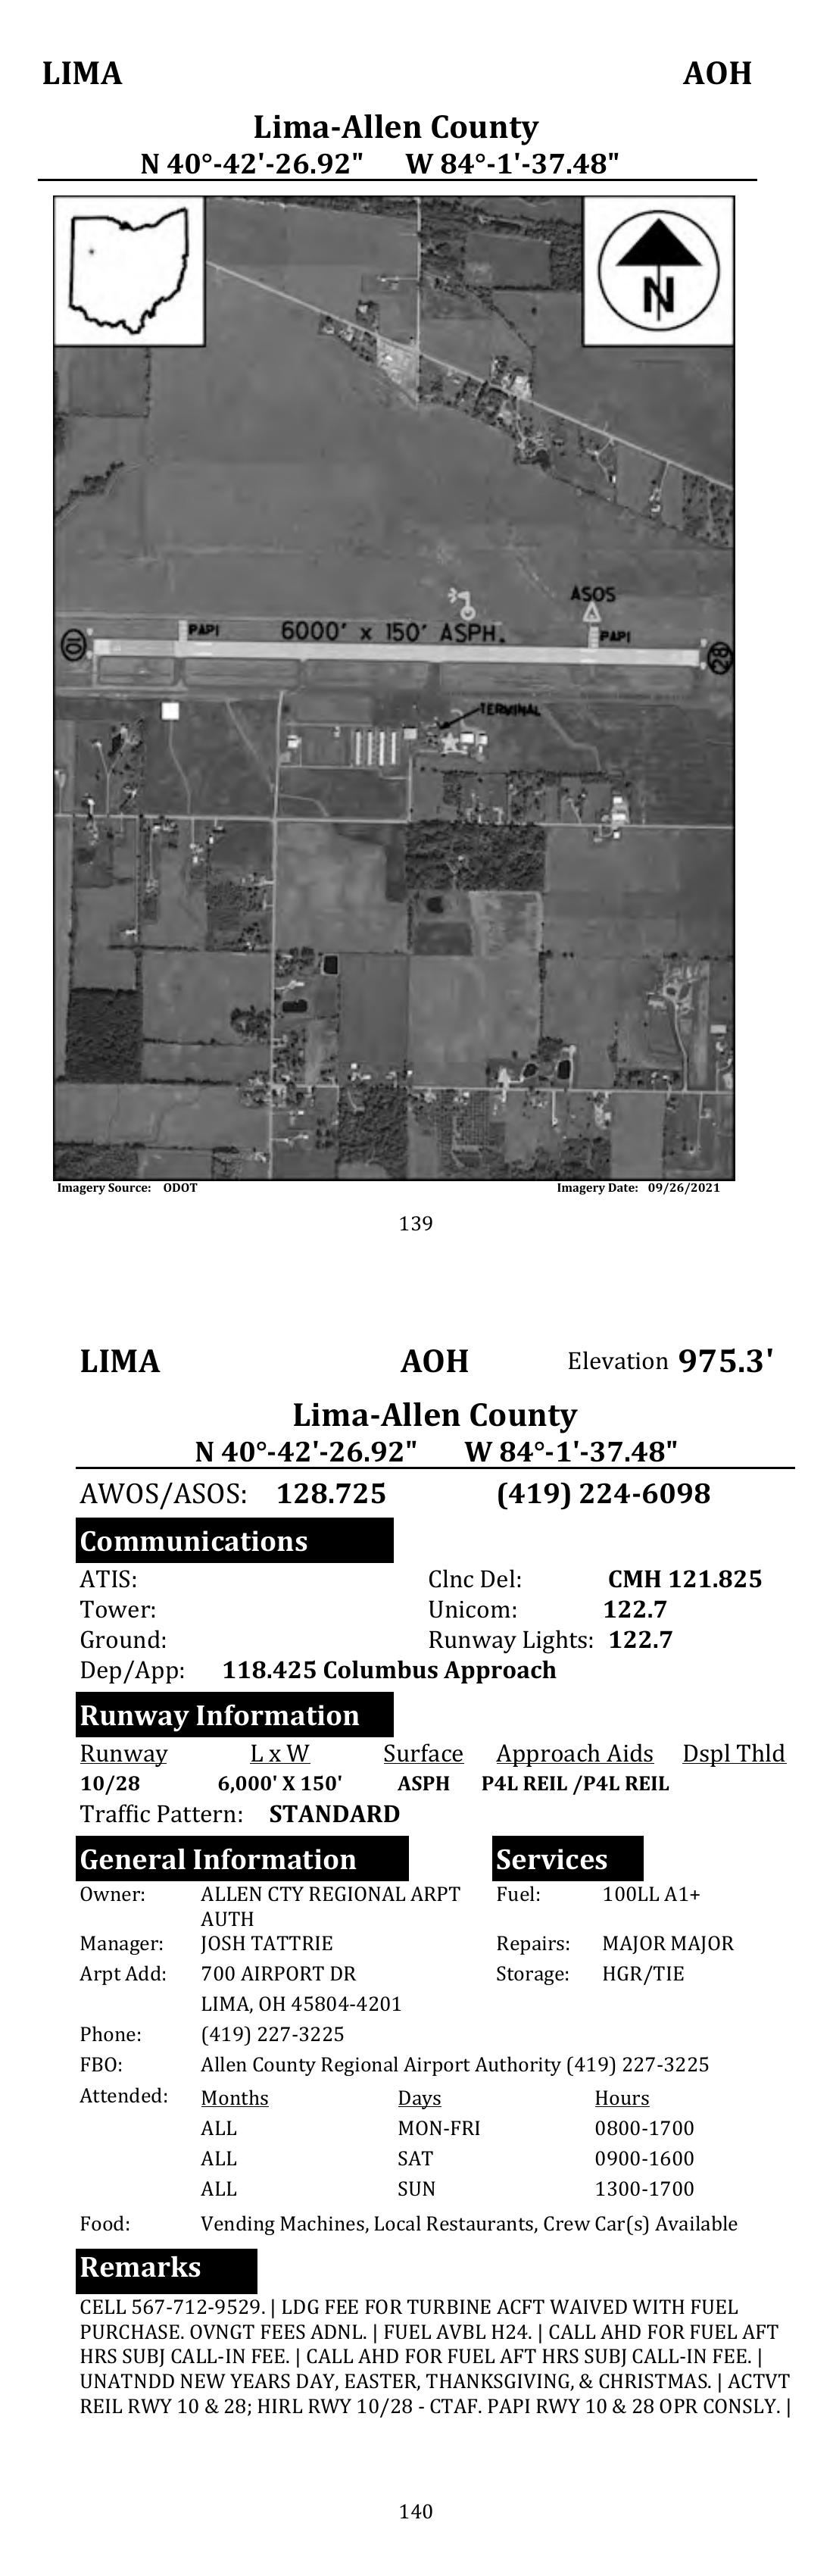 LIMA AOH
Lima-Allen County
N 40°-42'-26.92" W 84°-1'-37.48"
N
ASOS
PAPI 6000' x 150' ASPH. PAPI
10 28
TERMINAL
Imagery Source: ODOT Imagery Date: 09/26/2021
139
LIMA AOH Elevation 975.3'
Lima-Allen County
N 40°-42'-26.92" W 84°-1'-37.48"
AWOS/ASOS: 128.725 (419) 224-6098
Communications
ATIS: Clnc Del: CMH 121.825
Tower: Unicom: 122.7
Ground: Runway Lights: 122.7
Dep/App: 118.425 Columbus Approach
Runway Information
Runway L x W Surface Approach Aids Dspl Thld
10/28 6,000' X 150' ASPH P4L REIL /P4L REIL
Traffic Pattern: STANDARD
General Information Services
Owner: ALLEN CTY REGIONAL ARPT Fuel: 100LL A1+
AUTH
Manager: JOSH TATTRIE Repairs: MAJOR MAJOR
Arpt Add: 700 AIRPORT DR Storage: HGR/TIE
LIMA, OH 45804-4201
Phone: (419) 227-3225
FBO: Allen County Regional Airport Authority (419) 227-3225
Attended: Months Days Hours
ALL MON-FRI 0800-1700
ALL SAT 0900-1600
ALL SUN 1300-1700
Food: Vending Machines, Local Restaurants, Crew Car(s) Available
Remarks
CELL 567-712-9529. | LDG FEE FOR TURBINE ACFT WAIVED WITH FUEL
PURCHASE. OVNGT FEES ADNL. | FUEL AVBL H24. | CALL AHD FOR FUEL AFT
HRS SUBJ CALL-IN FEE. | CALL AHD FOR FUEL AFT HRS SUBJ CALL-IN FEE. |
UNATNDD NEW YEARS DAY, EASTER, THANKSGIVING, & CHRISTMAS. | ACTVT
REIL RWY 10 & 28; HIRL RWY 10/28 - CTAF. PAPI RWY 10 & 28 OPR CONSLY. |
140